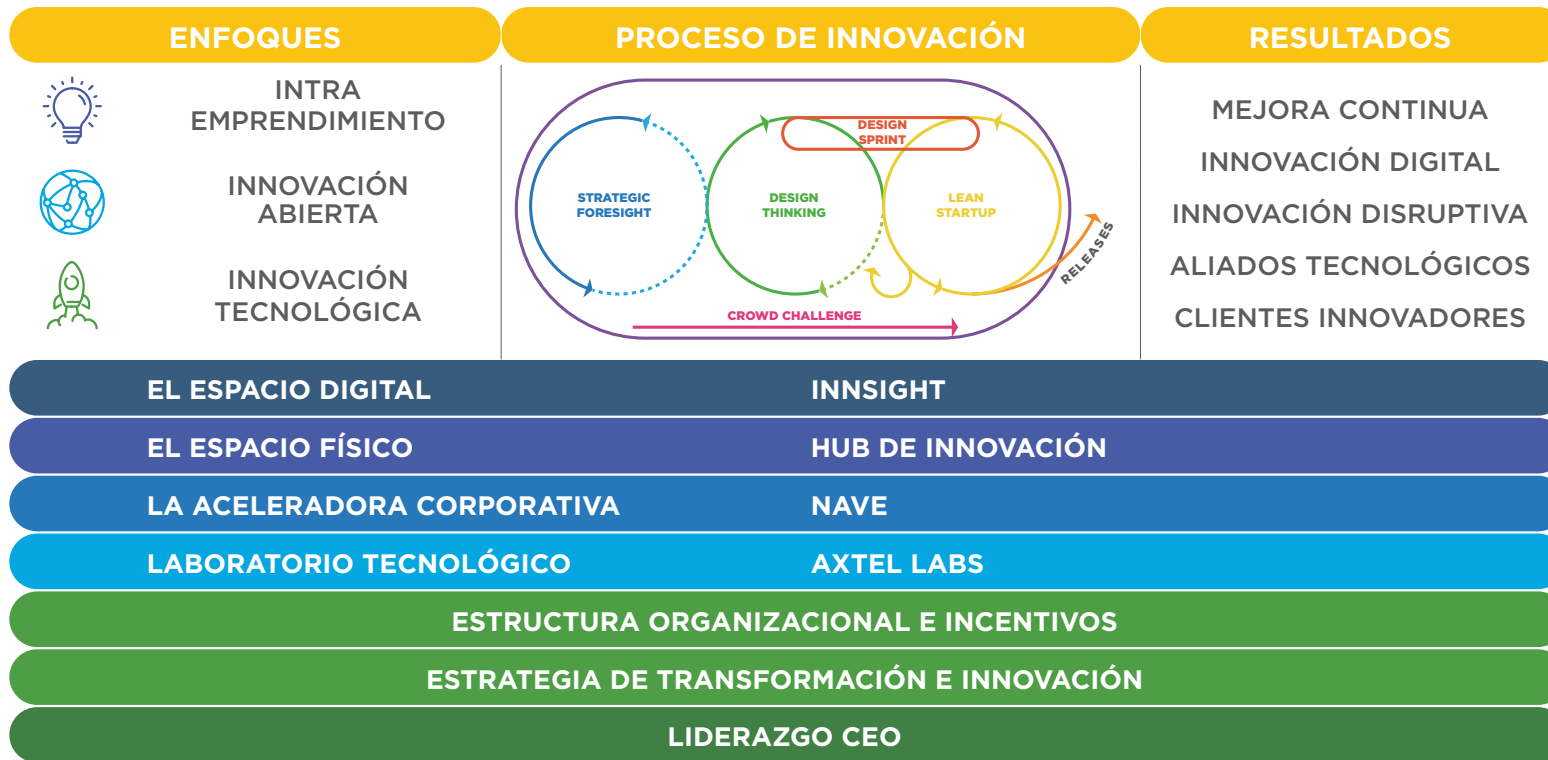 ENFOQUES
PROCESO DE INNOVACIÓN
RESULTADOS
INTRA
EMPRENDIMIENTO
INNOVACIÓN
ABIERTA
INNOVACIÓN
TECNOLÓGICA
DESIGN
SPRINT
STRATEGIC
FORESIGHT
DESIGN
THINKING
LEAN
STARTUP
RELEASES
CROWD CHALLENGE
MEJORA CONTINUA
INNOVACIÓN DIGITAL
INNOVACIÓN DISRUPTIVA
ALIADOS TECNOLÓGICOS
CLIENTES INNOVADORES
EL ESPACIO DIGITAL
INNSIGHT
EL ESPACIO FÍSICO
HUB DE INNOVACIÓN
LA ACELERADORA CORPORATIVA
NAVE
LABORATORIO TECNOLÓGICO
AXTEL LABS
ESTRUCTURA ORGANIZACIONAL E INCENTIVOS
ESTRATEGIA DE TRANSFORMACIÓN E INNOVACIÓN
LIDERAZGO CEO